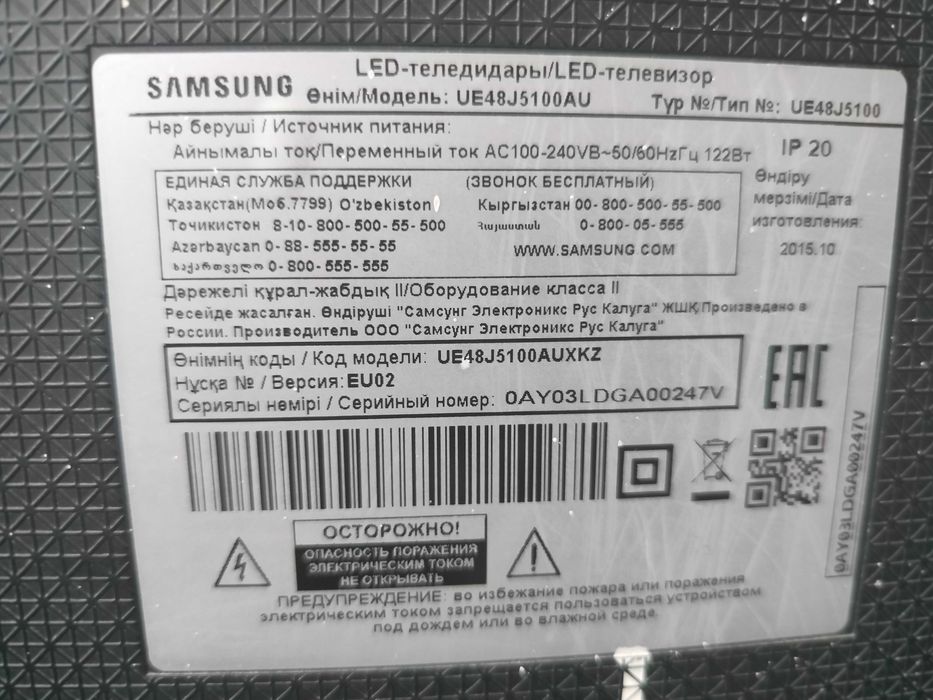 SAMSUNG
LED-теледидары/LED-телевизор
Өнім/Модель: UE48J5100AU Түр №/Тип №: UE48J5100
Нәр беруші / Источник питания:
Айнымалы ток/Переменный ток AC100-240VВ~50/60HzГц 122Вт IP 20
ЕДИНАЯ СЛУЖБА ПОДДЕРЖКИ (ЗВОНОК БЕСПЛАТНЫЙ)
Қазақстан(Моб.7799) O'zbekiston Кыргызстан 00-800-500-55-500
Точикистон 8-10-800-500-55-500 Հայաստան 0-800-05-555
Azərbaycan 0-88-555-55-55 WWW.SAMSUNG.COM
საქართველო 0-800-555-555
Өндіру
мерзімі/Дата
изготовления:
2015.10
Дәрежелі құрал-жабдық II/Оборудование класса II
Ресейде жасалған. Өндіруші "Самсунг Электроникс Рус Калуга" ЖШҚ Произведено в
России. Производитель ООО "Самсунг Электроникс Рус Калуга"
Өнімнің коды / Код модели: UE48J5100AUXKZ
Нұсқа № / Версия: EU02
Сериялы нөмірі / Серийный номер: 0AY03LDGA00247V
EAC
0AY03LDGA00247V
ОСТОРОЖНО!
ОПАСНОСТЬ ПОРАЖЕНИЯ
ЭЛЕКТРИЧЕСКИМ ТОКОМ
НЕ ОТКРЫВАТЬ
ПРЕДУПРЕЖДЕНИЕ: во избежание пожара или поражения
электрическим током запрещается пользоваться устройством
под дождем или во влажной среде.